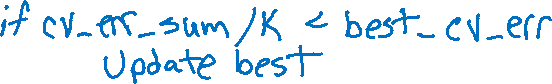 if cv_err_sum/K < best_cv_err
Update best